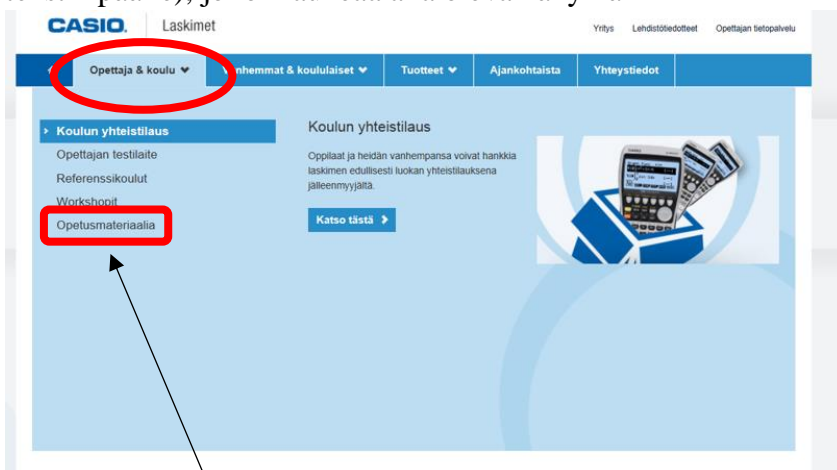 CASIO. Laskimet
Yritys Lehdistötiedotteet Opettajan tietopalvelu
Opettaja & koulu & koululaiset Tuotteet Ajankohtaista Yhteystiedot
Koulun yhteistilaus
Opettajan testilaite
Referenssikoulut
Workshopit
Opetusmateriaalia
Koulun yhteistilaus
Oppilaat ja heidän vanhempansa voivat hankkia
laskimen edullisesti luokan yhteistilauksena
jälleenmyyjältä.
Katso tästä